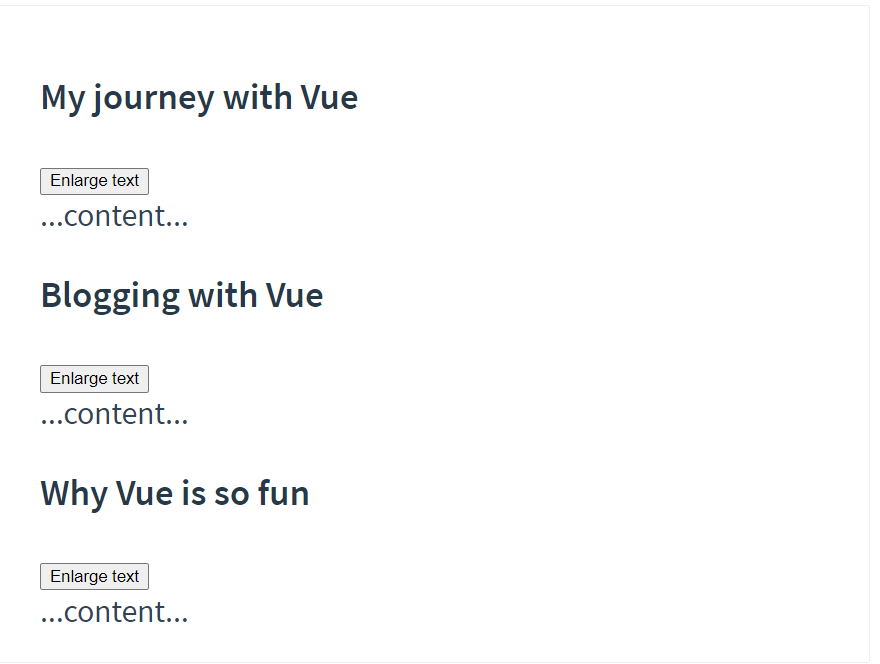 My journey with Vue
Enlarge text
...content...
Blogging with Vue
Enlarge text
...content...
Why Vue is so fun
Enlarge text
...content...